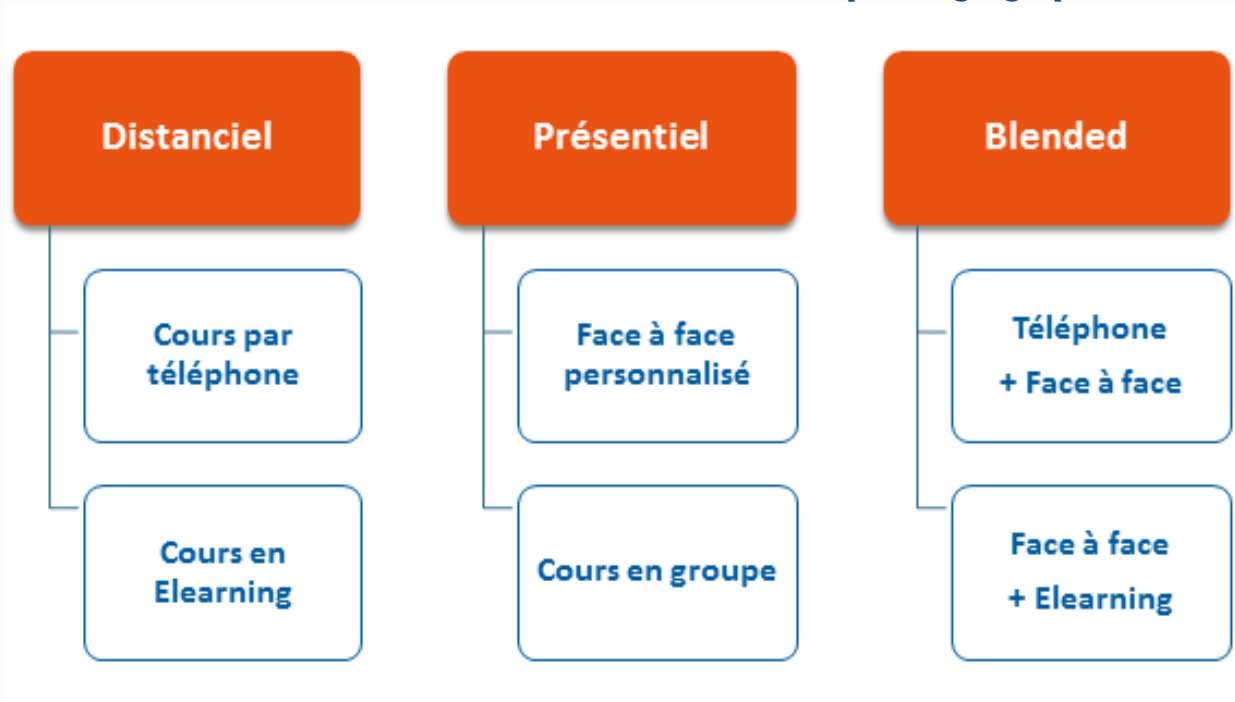 Distanciel
Cours par
téléphone
Cours en
Elearning
Présentiel
Face à face
personnalisé
Cours en groupe
Blended
Téléphone
+ Face à face
Face à face
+ Elearning